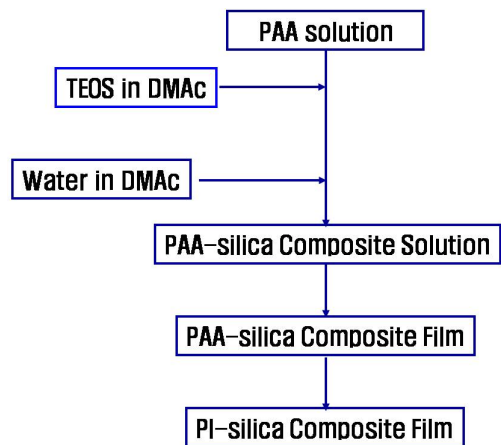 PAA solution
TEOS in DMAc
Water in DMAc
PAA-silica Composite Solution
PAA-silica Composite Film
PI-silica Composite Film